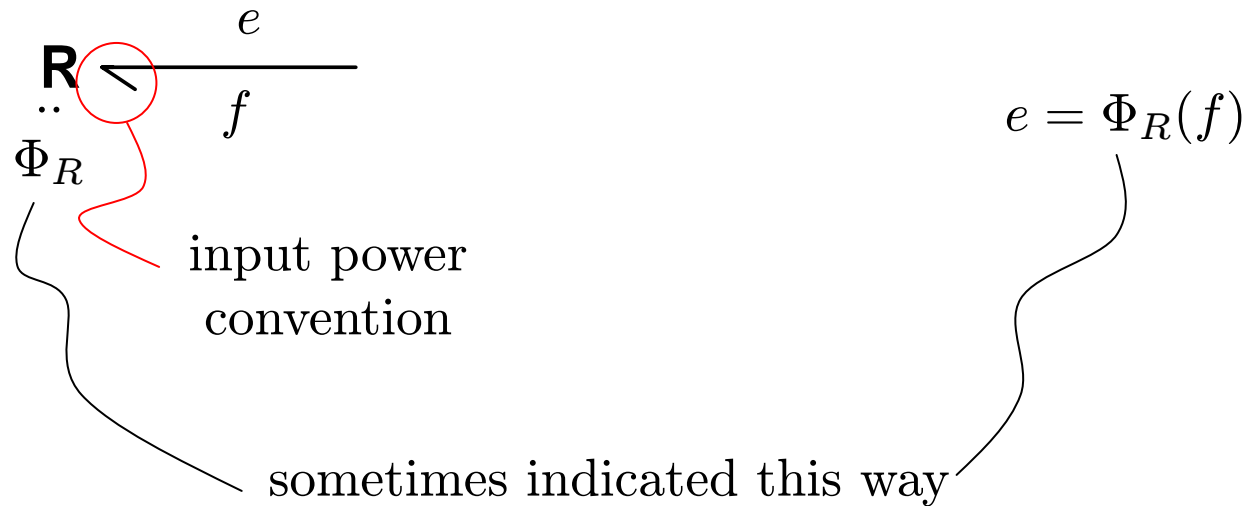 e
R
f
..
Φ_R
e = Φ_R(f)
input power
convention
sometimes indicated this way